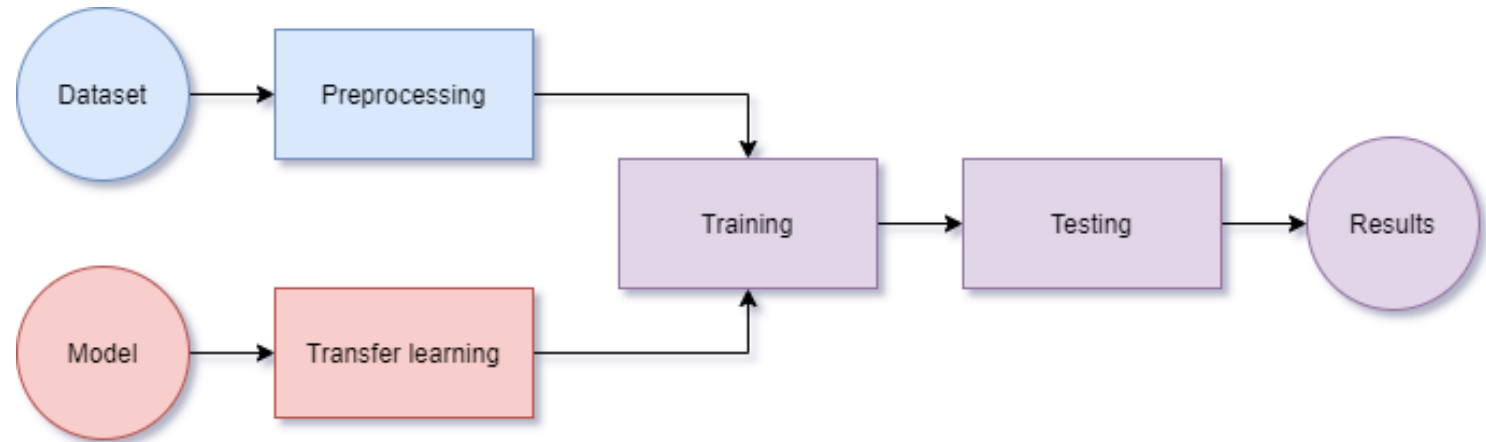 Dataset
Preprocessing
Training
Testing
Results
Model
Transfer learning